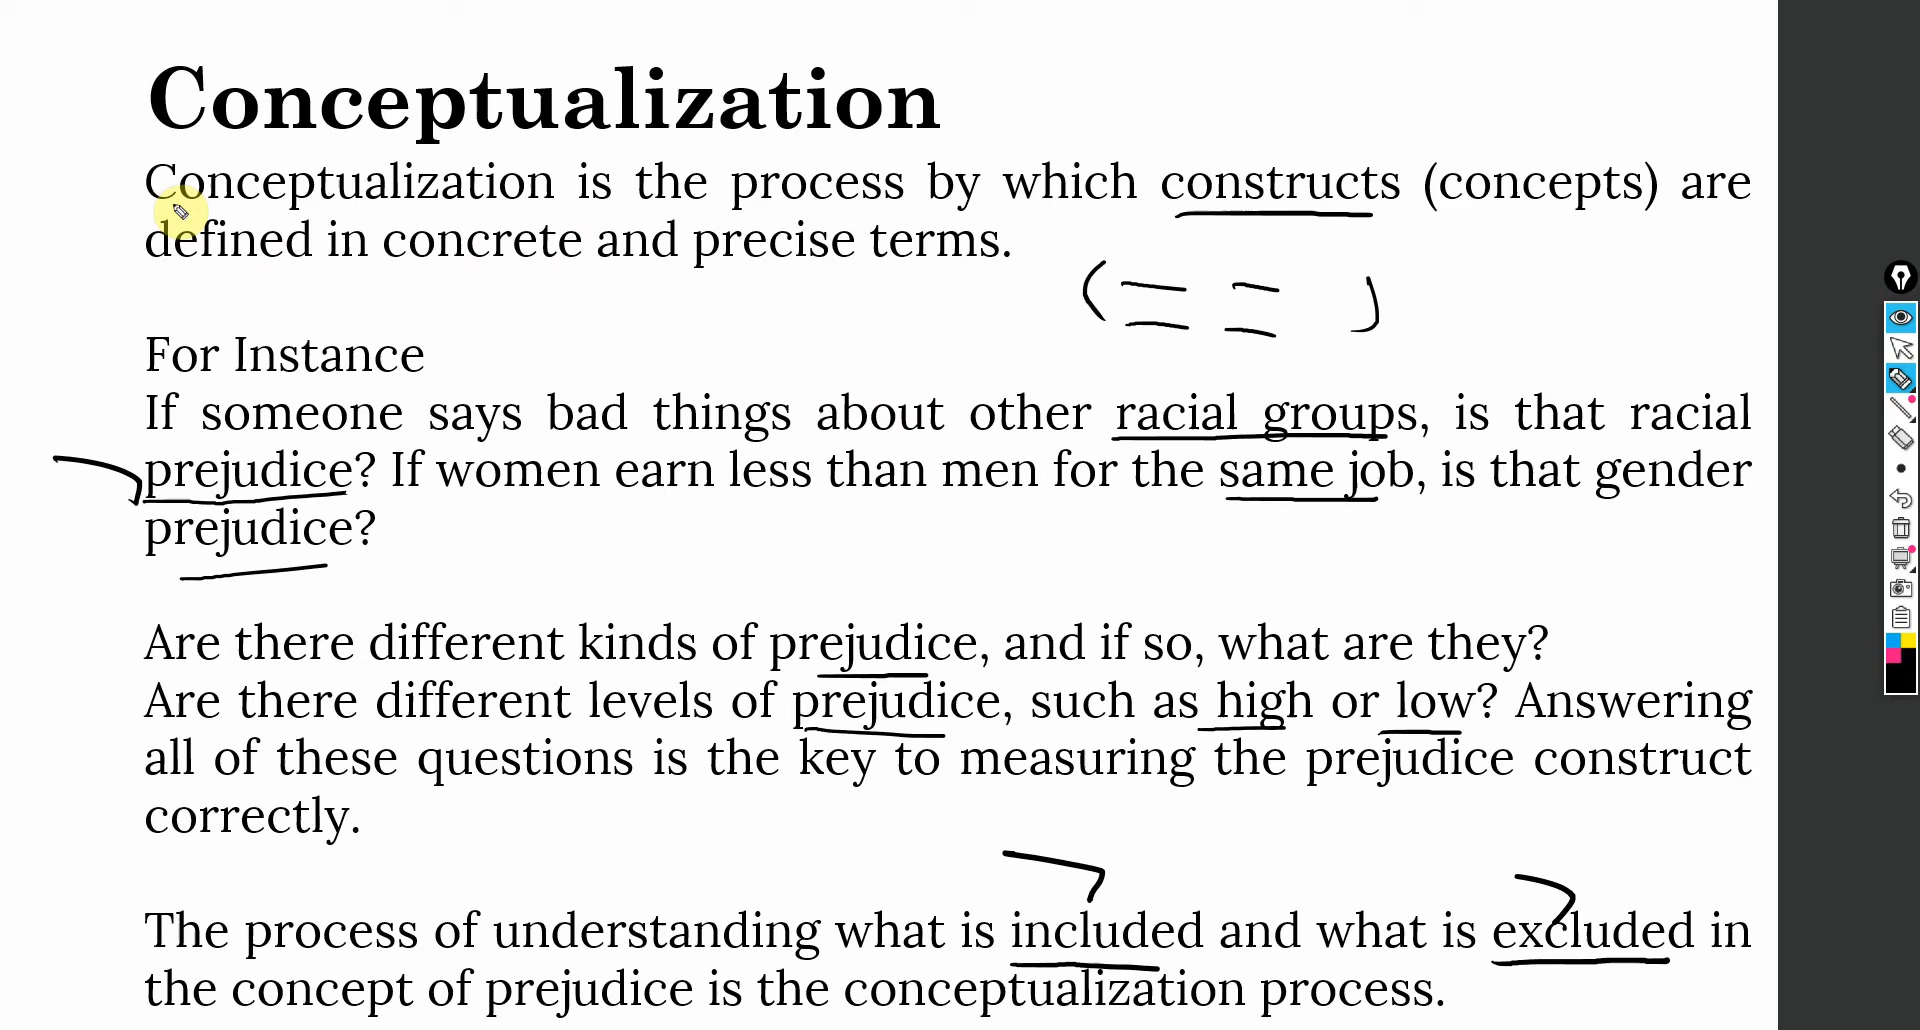 Conceptualization
Conceptualization is the process by which constructs (concepts) are
defined in concrete and precise terms.
For Instance
If someone says bad things about other racial groups, is that racial
prejudice? If women earn less than men for the same job, is that gender
prejudice?
Are there different kinds of prejudice, and if so, what are they?
Are there different levels of prejudice, such as high or low? Answering
all of these questions is the key to measuring the prejudice construct
correctly.
The process of understanding what is included and what is excluded in
the concept of prejudice is the conceptualization process.